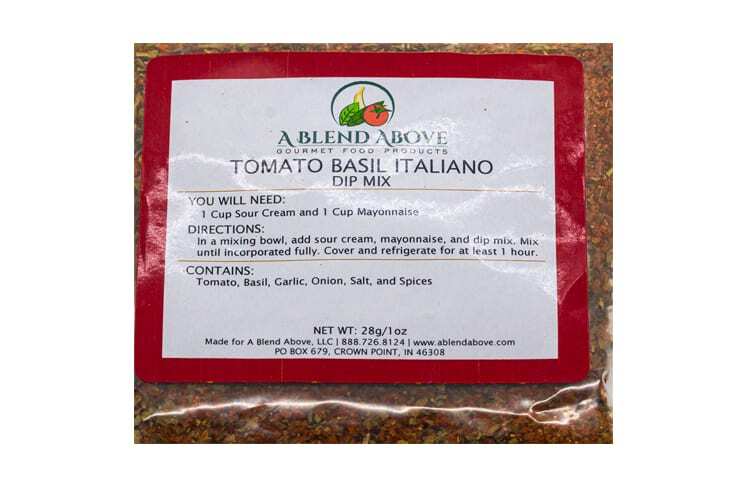 A BLEND ABOVE
GOURMET FOOD PRODUCTS
TOMATO BASIL ITALIANO
DIP MIX
YOU WILL NEED:
1 Cup Sour Cream and 1 Cup Mayonnaise
DIRECTIONS:
In a mixing bowl, add sour cream, mayonnaise, and dip mix. Mix
until incorporated fully. Cover and refrigerate for at least 1 hour.
CONTAINS:
Tomato, Basil, Garlic, Onion, Salt, and Spices
NET WT: 28g/1oz
Made for A Blend Above, LLC | 888.726.8124 | www.ablendabove.com
PO BOX 679, CROWN POINT, IN 46308